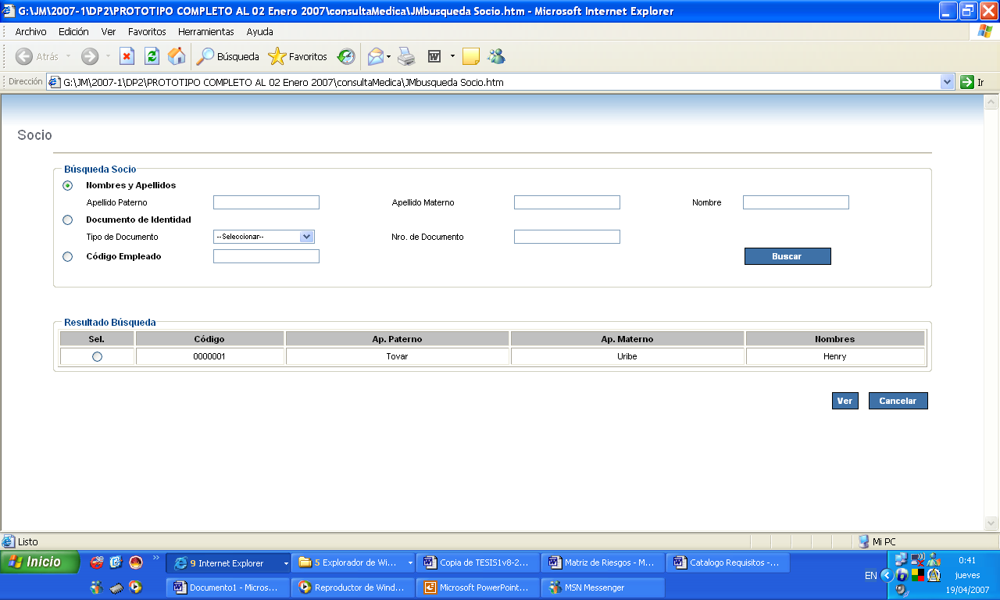 G:\JM\2007-1\DP2\PROTOTIPO COMPLETO AL 02 Enero 2007\consultaMedica\JMbusqueda Socio.htm - Microsoft Internet Explorer
Archivo Edición Ver Favoritos Herramientas Ayuda
Atrás Búsqueda Favoritos
Dirección G:\JM\2007-1\DP2\PROTOTIPO COMPLETO AL 02 Enero 2007\consultaMedica\JMbusqueda Socio.htm Ir
Socio
Búsqueda Socio
Nombres y Apellidos
Apellido Paterno Apellido Materno Nombre
Documento de Identidad
Tipo de Documento --Seleccionar-- Nro. de Documento
Código Empleado Buscar
Resultado Búsqueda
Sel. Código Ap. Paterno Ap. Materno Nombres
0000001 Tovar Uribe Henry
Ver Cancelar
Listo Mi PC
Inicio 9 Internet Explorer 5 Explorador de Wi... Copia de TESIS1v8-2... Matriz de Riesgos - M... Catalogo Requisitos -... 0:41
EN jueves
Documento1 - Micros... Reproductor de Wind... Microsoft PowerPoint... MSN Messenger 19/04/2007